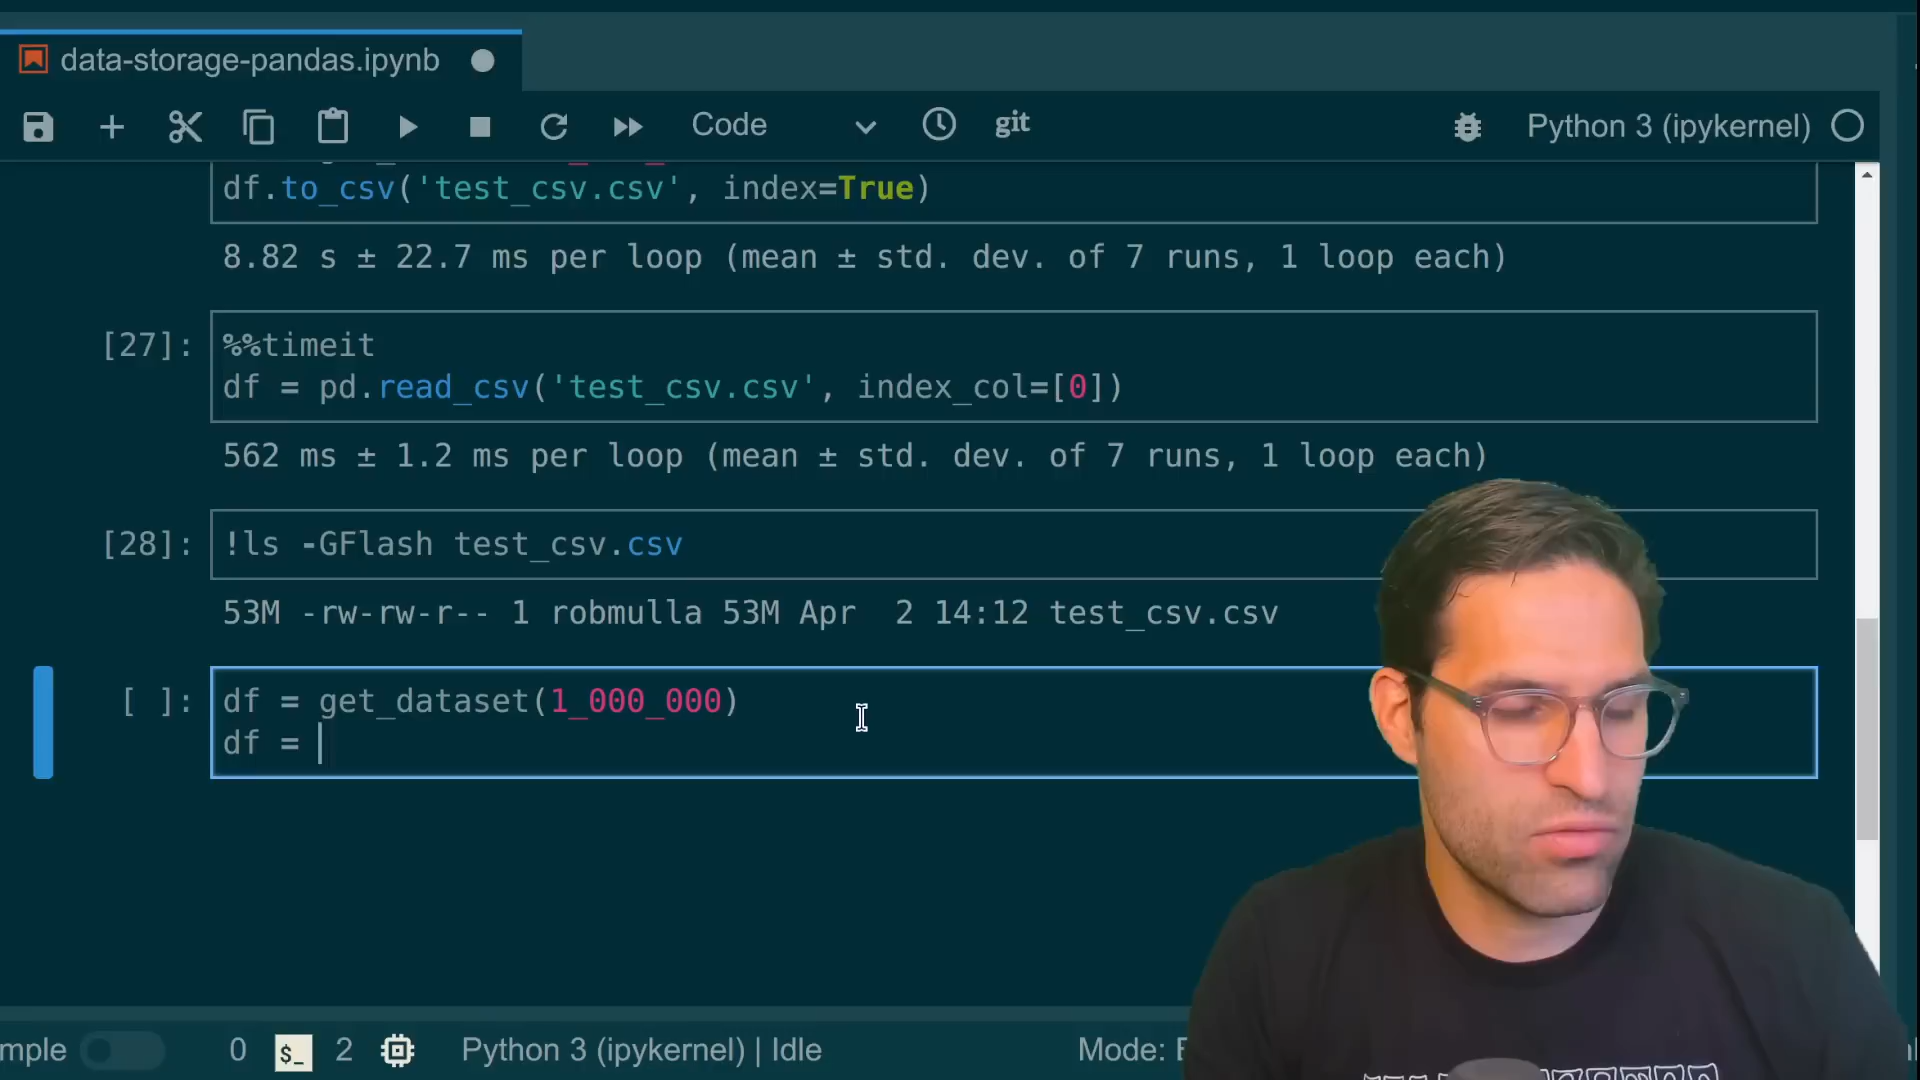 data-storage-pandas.ipynb
Code
git
Python 3 (ipykernel)
df.to_csv('test_csv.csv', index=True)
8.82 s ± 22.7 ms per loop (mean ± std. dev. of 7 runs, 1 loop each)
[27]:
%%timeit
df = pd.read_csv('test_csv.csv', index_col=[0])
562 ms ± 1.2 ms per loop (mean ± std. dev. of 7 runs, 1 loop each)
[28]:
!ls -GFlash test_csv.csv
53M -rw-rw-r-- 1 robmulla 53M Apr  2 14:12 test_csv.csv
[ ]:
df = get_dataset(1_000_000)
df =
mple
0
$_
2
Python 3 (ipykernel) | Idle
Mode: